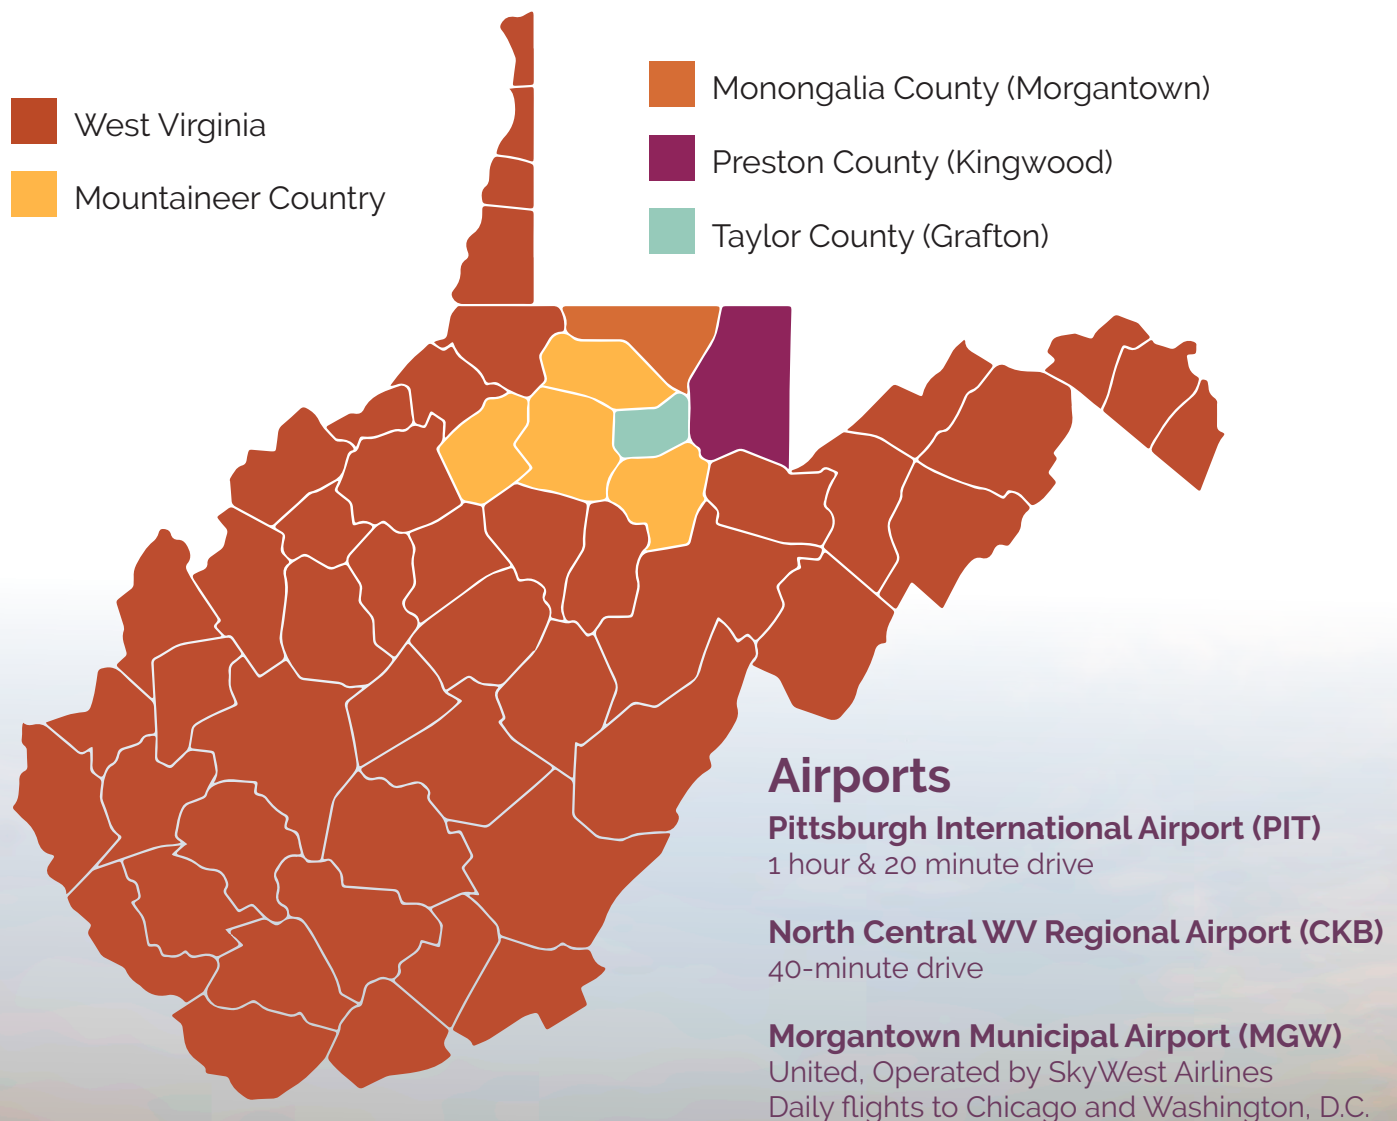 West Virginia
Mountaineer Country
Monongalia County (Morgantown)
Preston County (Kingwood)
Taylor County (Grafton)
Airports
Pittsburgh International Airport (PIT)
1 hour & 20 minute drive
North Central WV Regional Airport (CKB)
40-minute drive
Morgantown Municipal Airport (MGW)
United, Operated by SkyWest Airlines
Daily flights to Chicago and Washington, D.C.